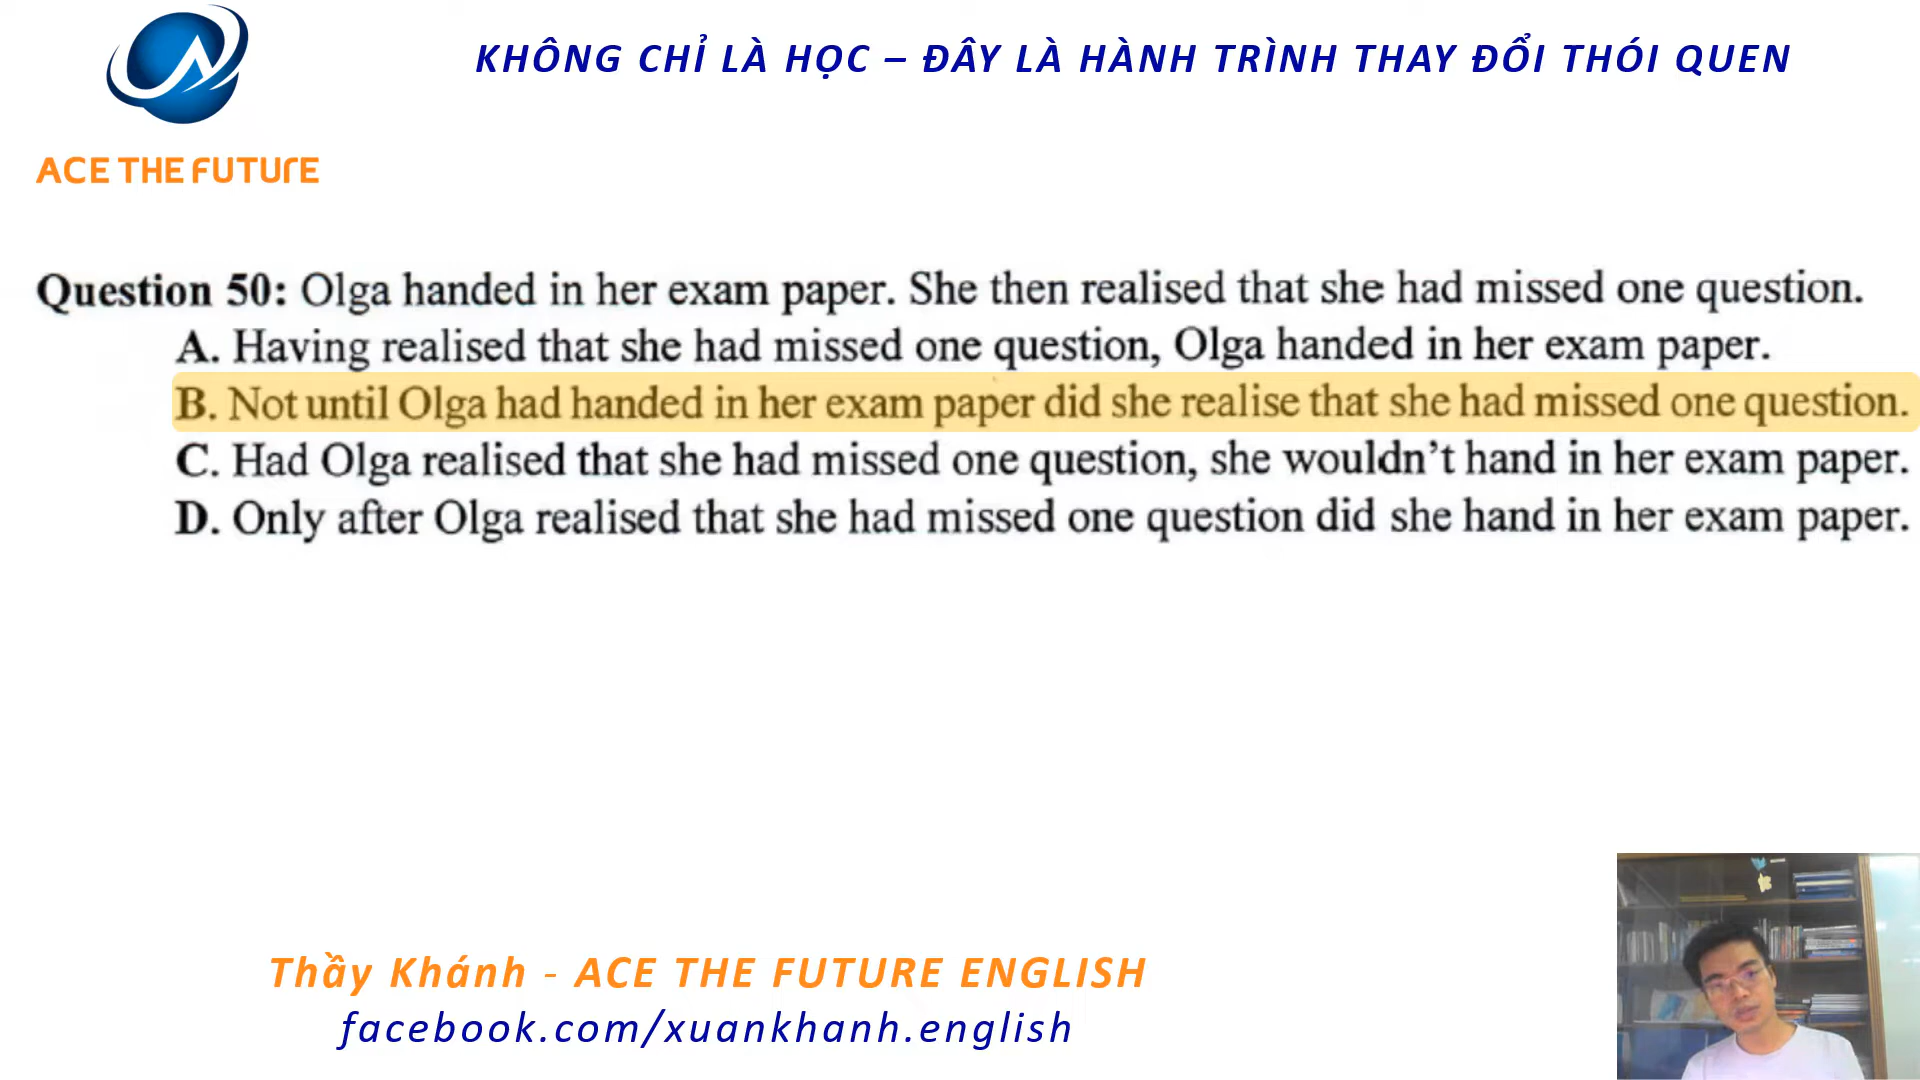 KHÔNG CHỈ LÀ HỌC – ĐÂY LÀ HÀNH TRÌNH THAY ĐỔI THÓI QUEN
ACE THE FUTURE
Question 50: Olga handed in her exam paper. She then realised that she had missed one question.
A. Having realised that she had missed one question, Olga handed in her exam paper.
B. Not until Olga had handed in her exam paper did she realise that she had missed one question.
C. Had Olga realised that she had missed one question, she wouldn't hand in her exam paper.
D. Only after Olga realised that she had missed one question did she hand in her exam paper.
Thầy Khánh - ACE THE FUTURE ENGLISH
facebook.com/xuankhanh.english